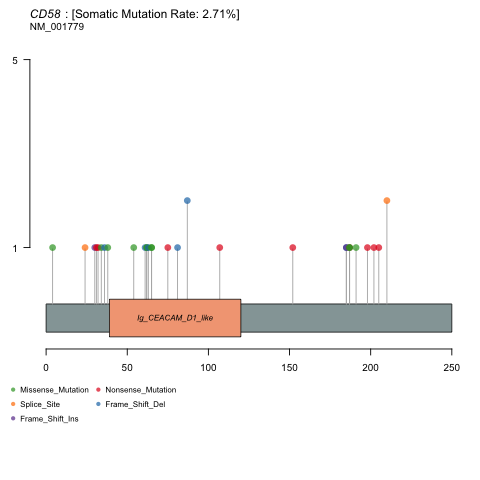 CD58 : [Somatic Mutation Rate: 2.71%]
NM_001779
5
1
Ig_CEACAM_D1_like
0 50 100 150 200 250
Missense_Mutation Nonsense_Mutation
Splice_Site Frame_Shift_Del
Frame_Shift_Ins